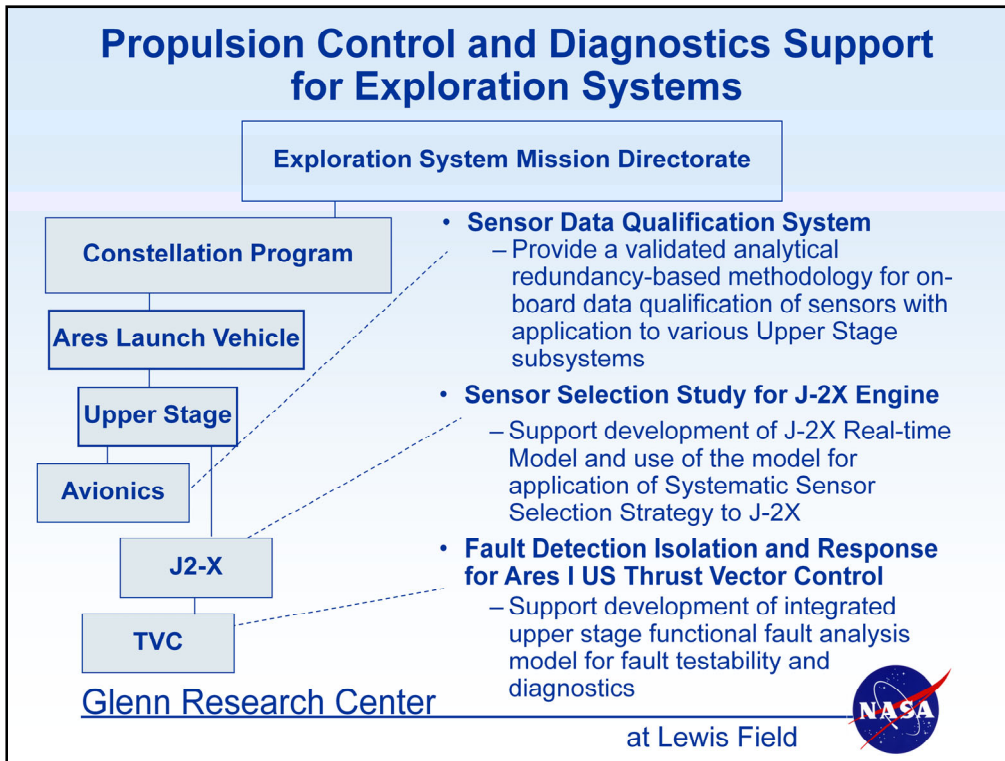 Propulsion Control and Diagnostics Support
for Exploration Systems
Exploration System Mission Directorate
Constellation Program
Ares Launch Vehicle
Upper Stage
Avionics
J2-X
TVC
• Sensor Data Qualification System
– Provide a validated analytical
redundancy-based methodology for on-
board data qualification of sensors with
application to various Upper Stage
subsystems
• Sensor Selection Study for J-2X Engine
– Support development of J-2X Real-time
Model and use of the model for
application of Systematic Sensor
Selection Strategy to J-2X
• Fault Detection Isolation and Response
for Ares I US Thrust Vector Control
– Support development of integrated
upper stage functional fault analysis
model for fault testability and
diagnostics
Glenn Research Center
at Lewis Field
NASA